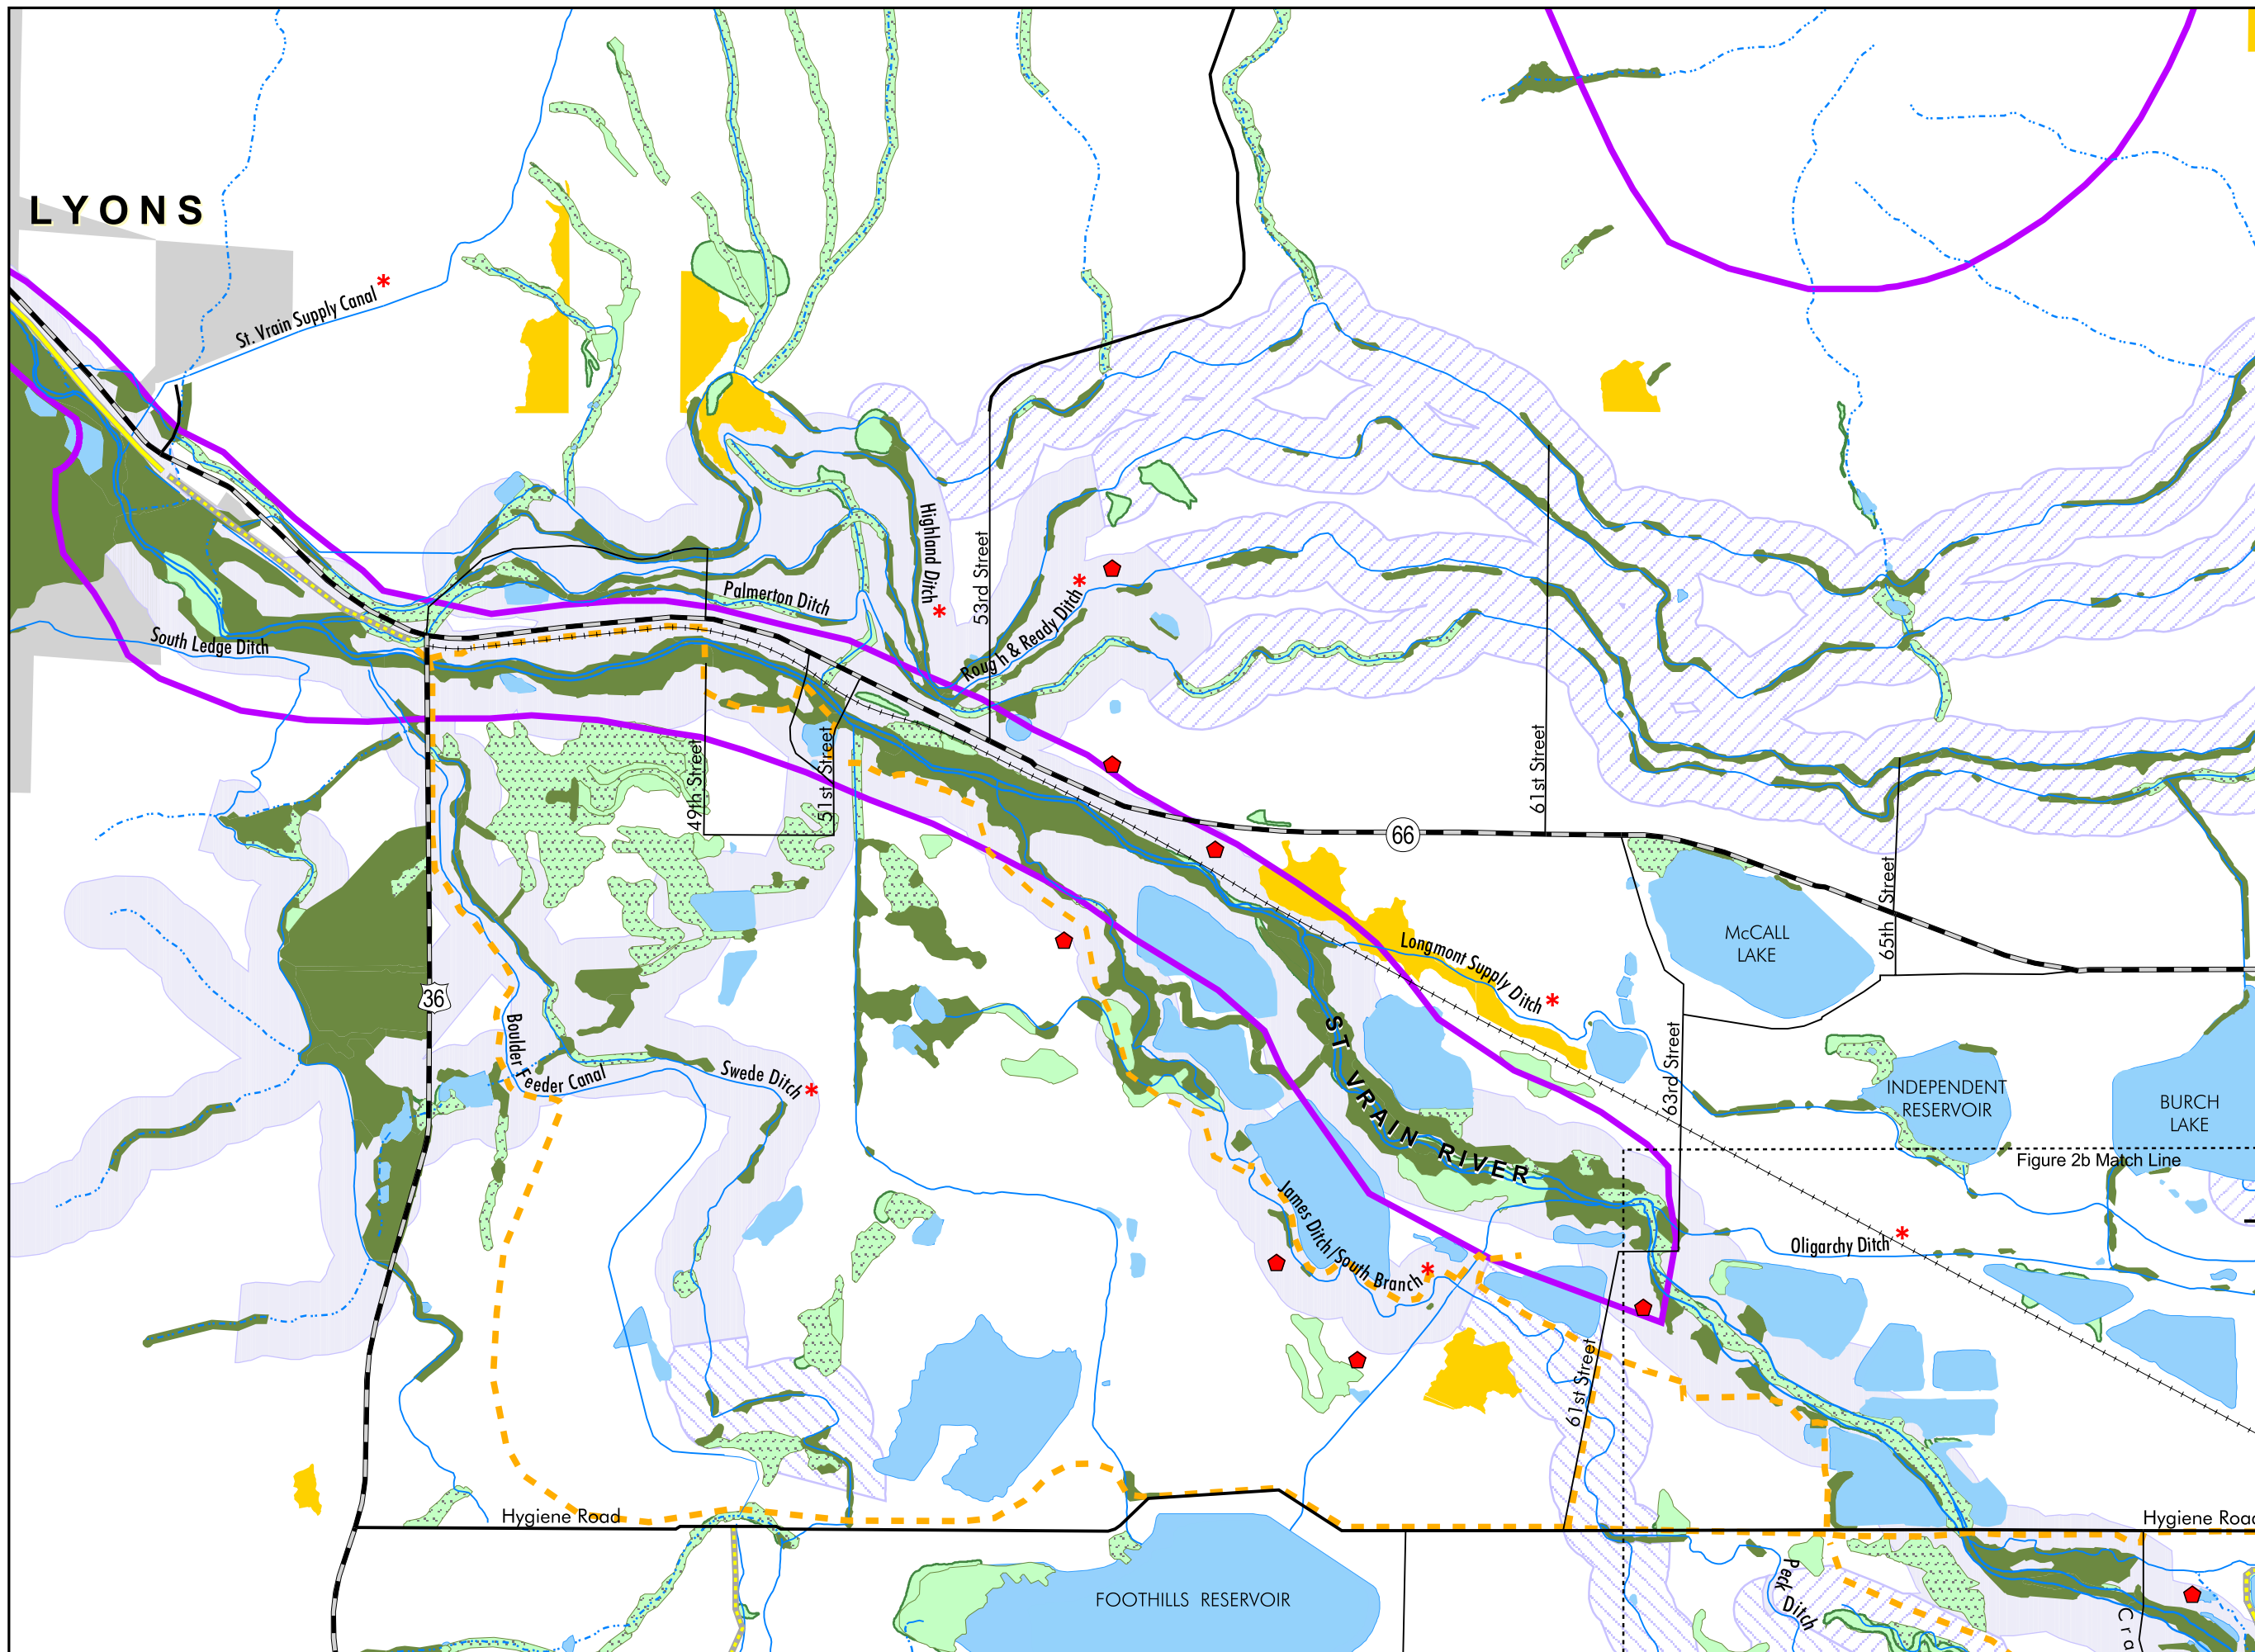 LYONS
St. Vrain Supply Canal *
Highland Ditch *
53rd Street
Rough & Ready Ditch *
Palmerton Ditch
South Ledge Ditch
49th Street
51st Street
61st Street
66
65th Street
McCALL
LAKE
Longmont Supply Ditch *
36
63rd Street
Boulder Feeder Canal
Swede Ditch *
ST VRAIN RIVER
INDEPENDENT
RESERVOIR
BURCH
LAKE
Figure 2b Match Line
James Ditch/South Branch *
Oligarchy Ditch *
61st Street
Hygiene Road
Hygiene Road
Peck
Ditch
FOOTHILLS RESERVOIR
Cra